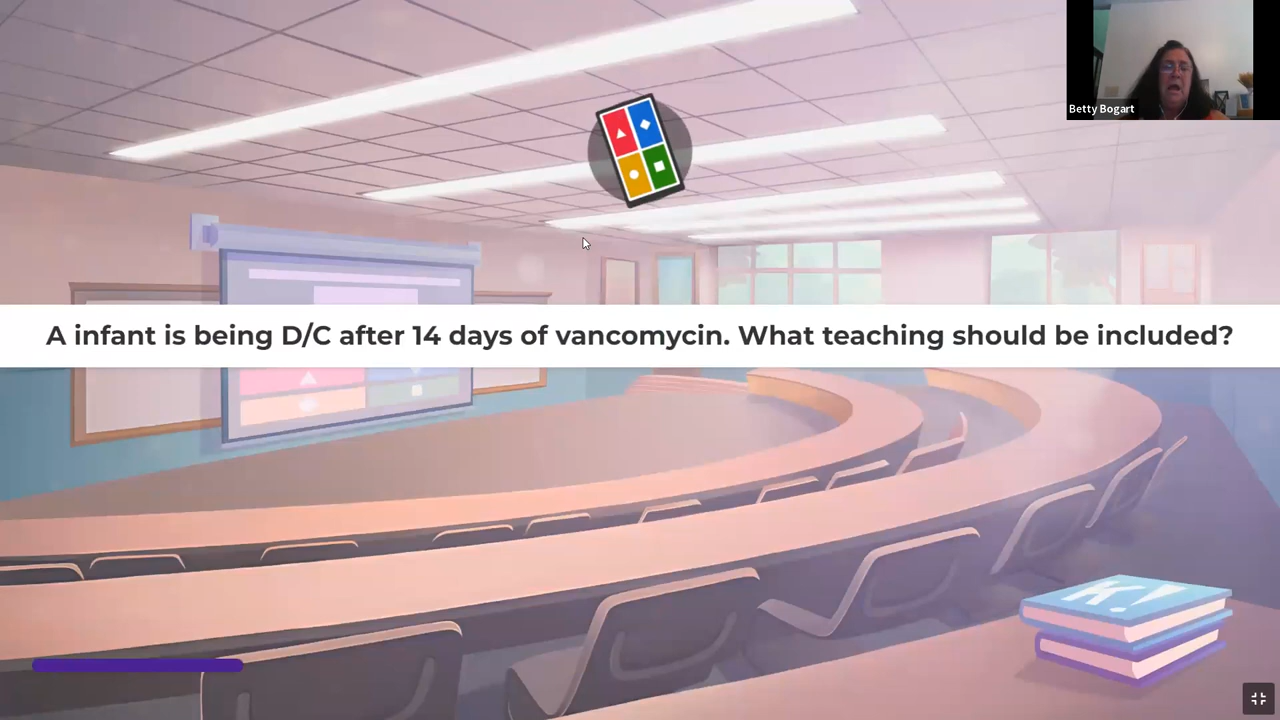 Betty Bogart
A infant is being D/C after 14 days of vancomycin. What teaching should be included?
K!